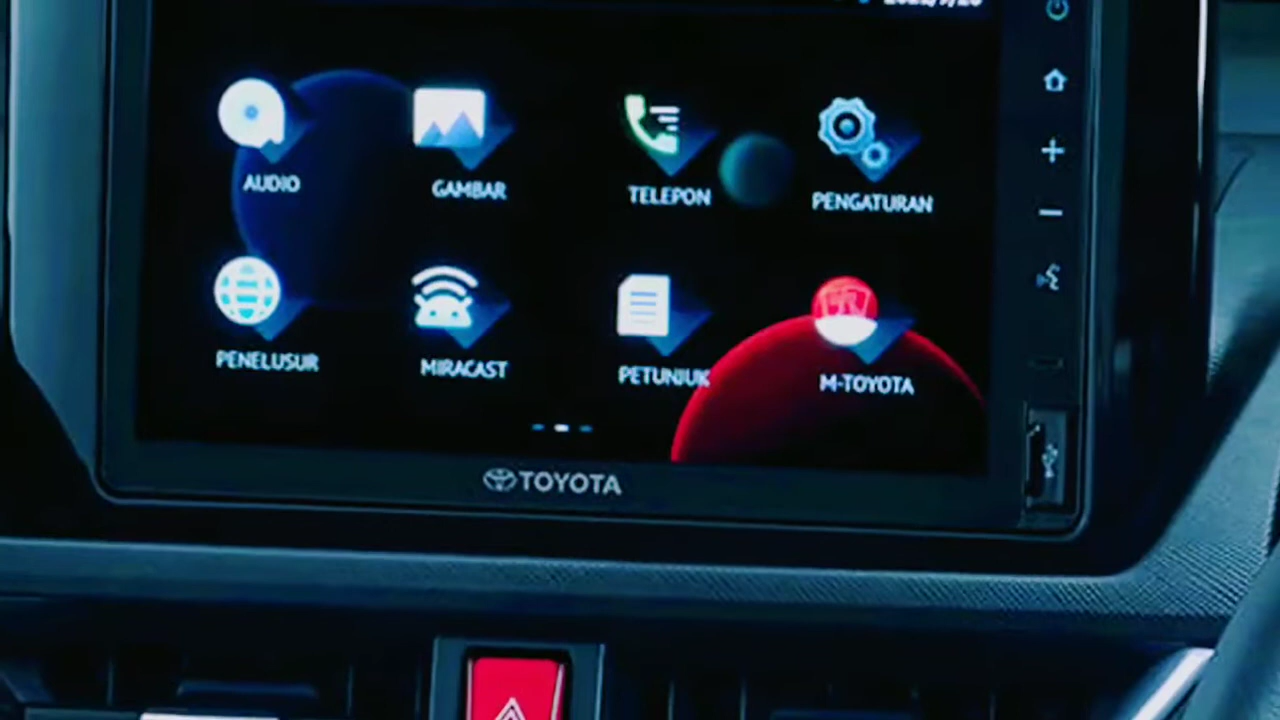 AUDIO GAMBAR TELEPON PENGATURAN
PENELUSUR MIRACAST PETUNJUK M-TOYOTA
TOYOTA